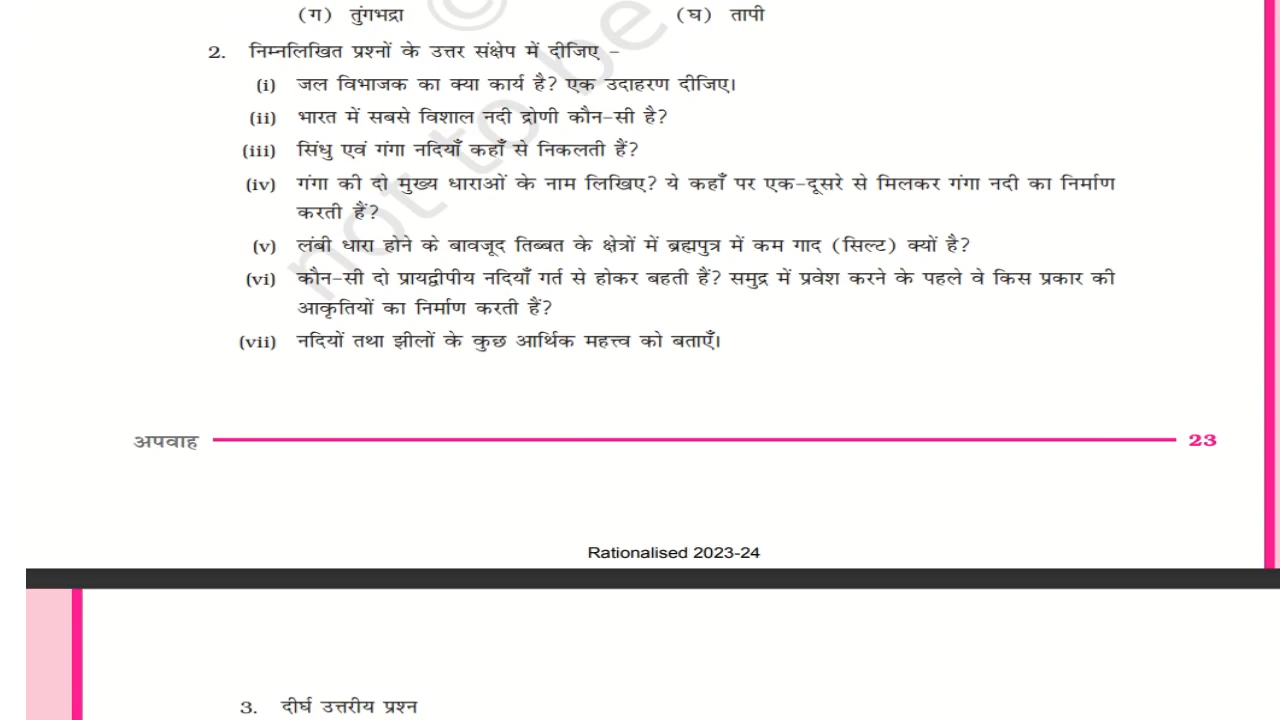 (ग) तुंगभद्रा (घ) तापी
2. निम्नलिखित प्रश्नों के उत्तर संक्षेप में दीजिए –
(i) जल विभाजक का क्या कार्य है? एक उदाहरण दीजिए।
(ii) भारत में सबसे विशाल नदी द्रोणी कौन-सी है?
(iii) सिंधु एवं गंगा नदियाँ कहाँ से निकलती हैं?
(iv) गंगा की दो मुख्य धाराओं के नाम लिखिए? ये कहाँ पर एक-दूसरे से मिलकर गंगा नदी का निर्माण
करती हैं?
(v) लंबी धारा होने के बावजूद तिब्बत के क्षेत्रों में ब्रह्मपुत्र में कम गाद (सिल्ट) क्यों है?
(vi) कौन-सी दो प्रायद्वीपीय नदियाँ गर्त से होकर बहती हैं? समुद्र में प्रवेश करने के पहले वे किस प्रकार की
आकृतियों का निर्माण करती हैं?
(vii) नदियों तथा झीलों के कुछ आर्थिक महत्त्व को बताएँ।
not to be
©
अपवाह 23
Rationalised 2023-24
3. दीर्घ उत्तरीय प्रश्न